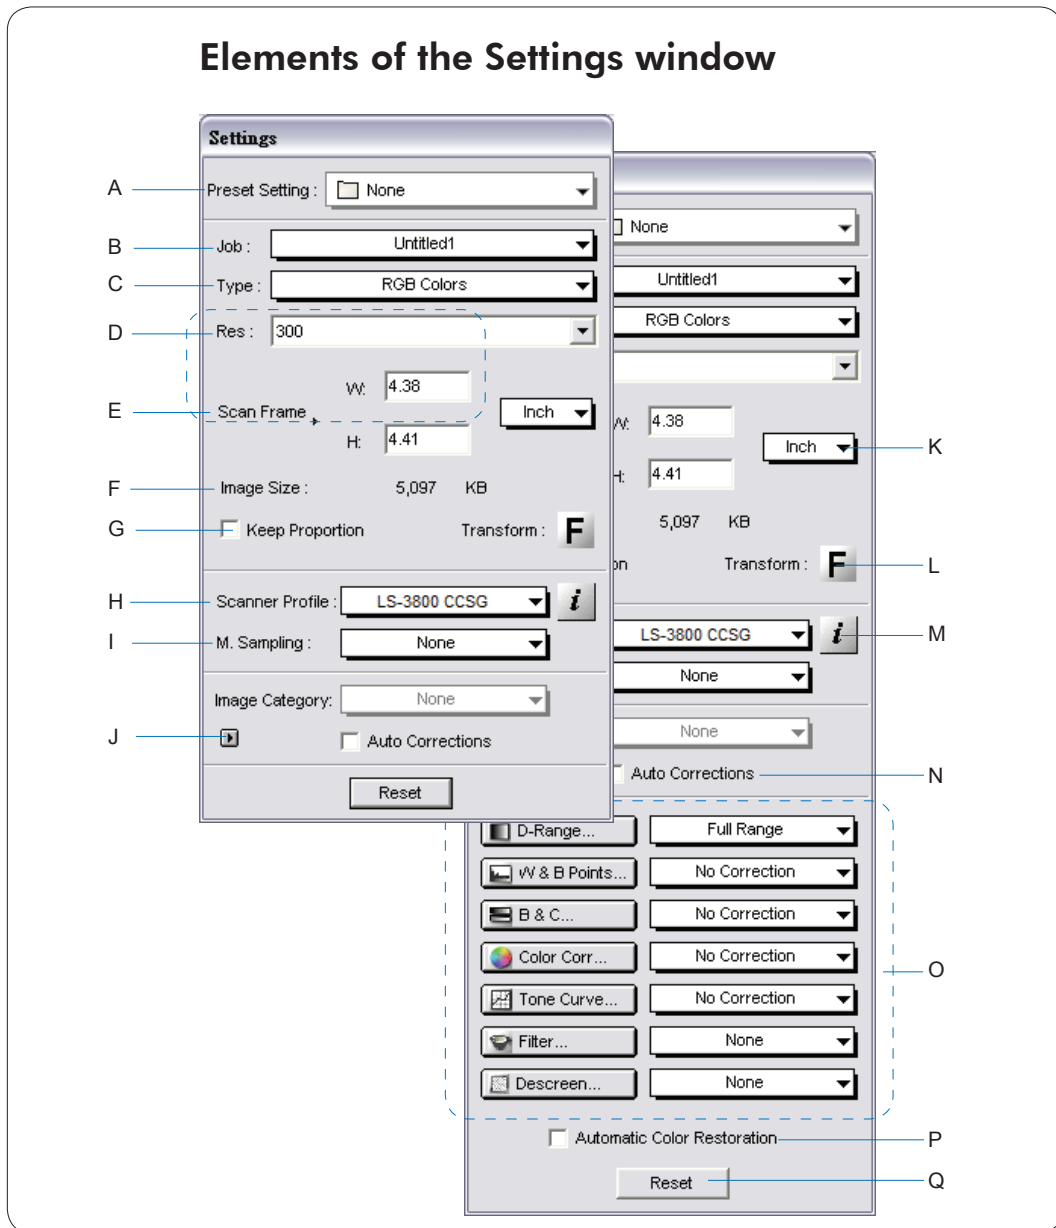 Elements of the Settings window
Settings
A Preset Setting : None
B Job : Untitled1
C Type : RGB Colors
D Res : 300
W: 4.38
E Scan Frame Inch
H: 4.41
F Image Size : 5,097 KB
G Keep Proportion Transform : F
H Scanner Profile : LS-3800 CCSG i
I M. Sampling : None
Image Category: None
J Auto Corrections
Reset
None
Untitled1
RGB Colors
W: 4.38
Inch K
H: 4.41
5,097 KB
on Transform : F L
LS-3800 CCSG i M
None
None
Auto Corrections N
D-Range... Full Range
W & B Points... No Correction
B & C... No Correction
Color Corr... No Correction O
Tone Curve... No Correction
Filter... None
Descreen... None
Automatic Color Restoration P
Reset Q